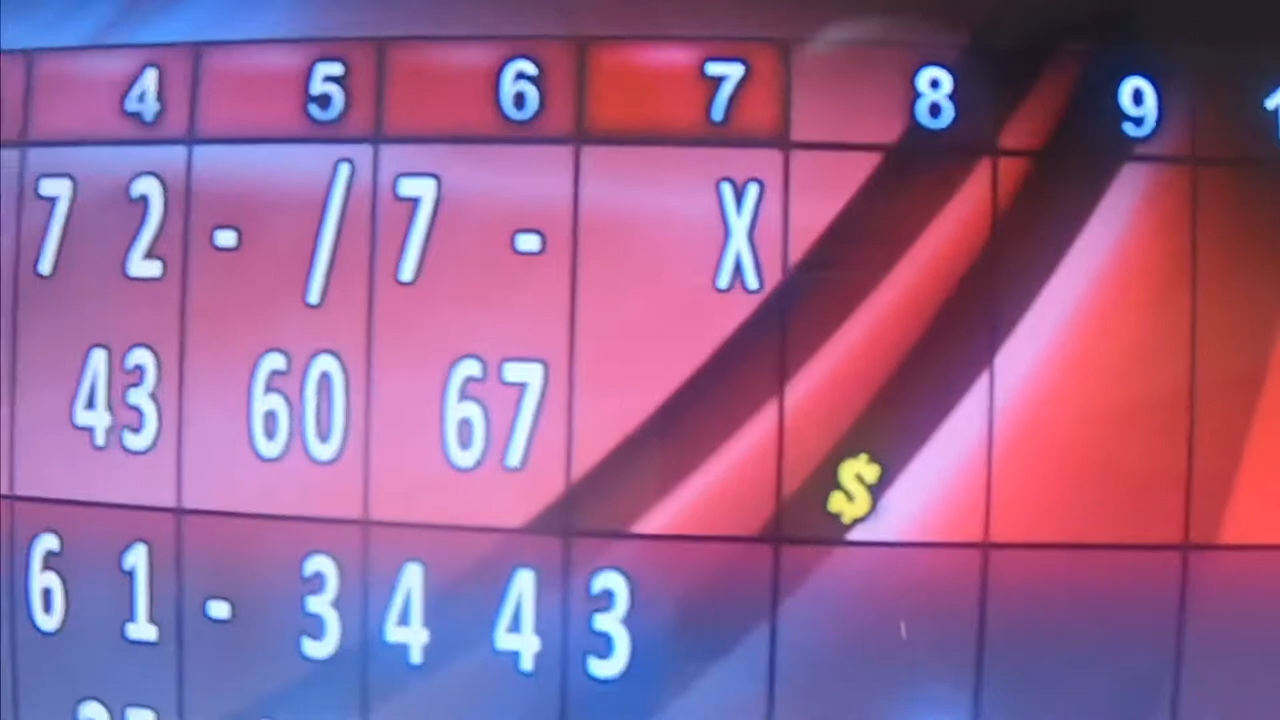 4 5 6 7 8 9
7 2 - / 7 - X
43 60 67
$
6 1 - 3 4 4 3